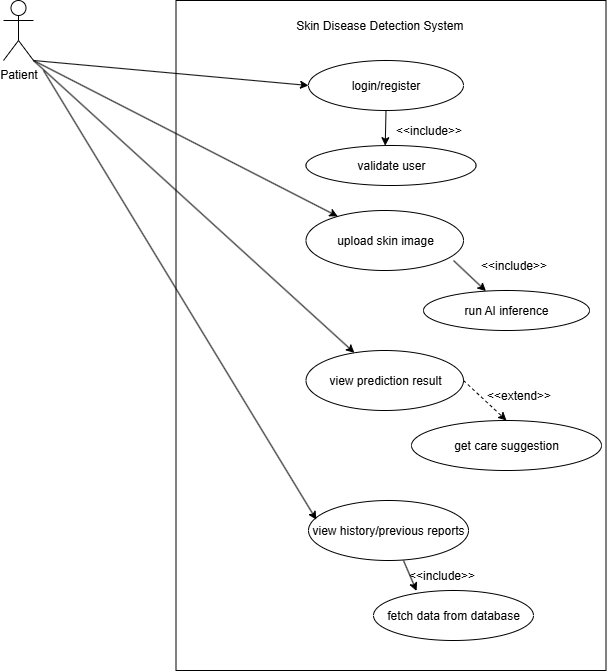 Skin Disease Detection System
Patient
login/register
<<include>>
validate user
upload skin image
<<include>>
run AI inference
view prediction result
<<extend>>
get care suggestion
view history/previous reports
<<include>>
fetch data from database